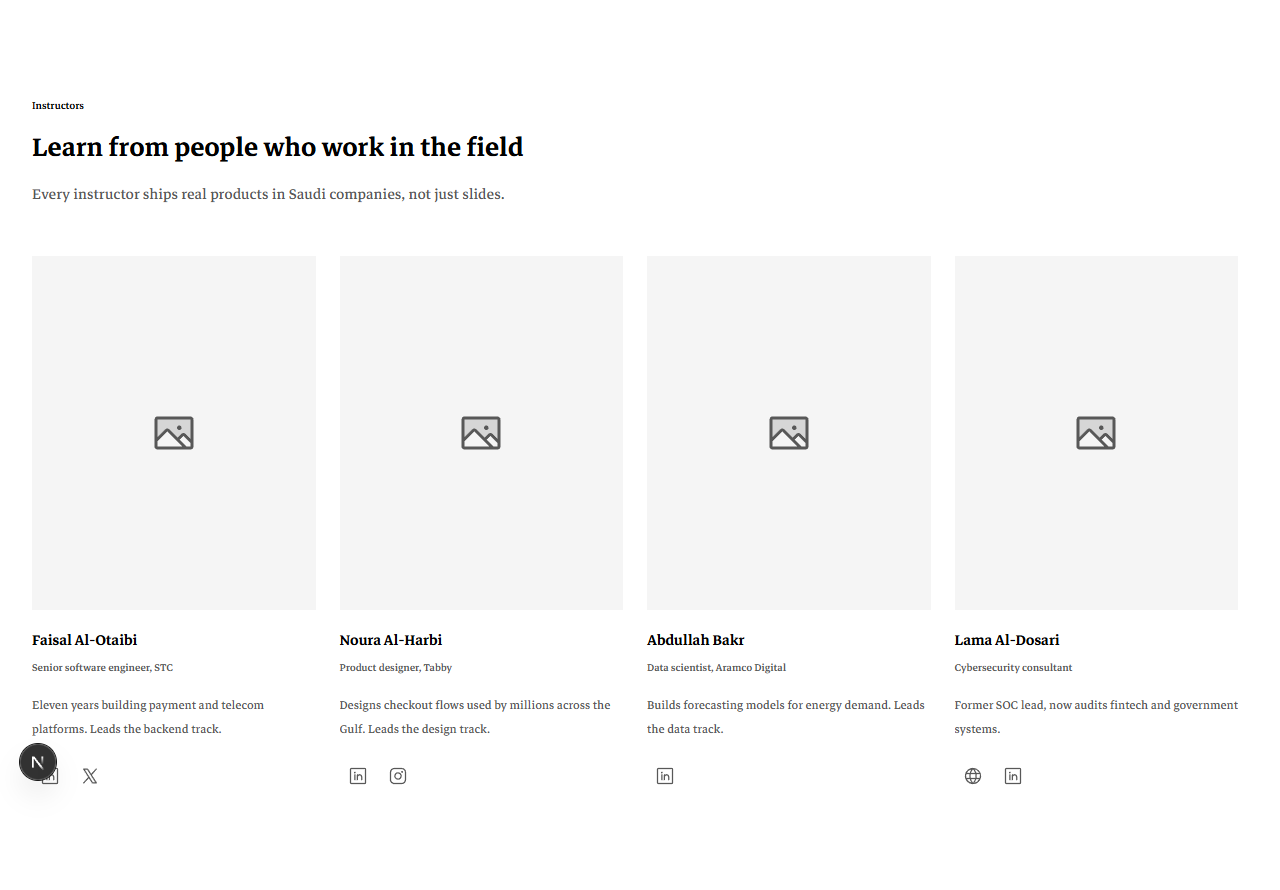 Instructors
Learn from people who work in the field
Every instructor ships real products in Saudi companies, not just slides.
Faisal Al-Otaibi
Senior software engineer, STC
Eleven years building payment and telecom
platforms. Leads the backend track.
Noura Al-Harbi
Product designer, Tabby
Designs checkout flows used by millions across the
Gulf. Leads the design track.
Abdullah Bakr
Data scientist, Aramco Digital
Builds forecasting models for energy demand. Leads
the data track.
Lama Al-Dosari
Cybersecurity consultant
Former SOC lead, now audits fintech and government
systems.